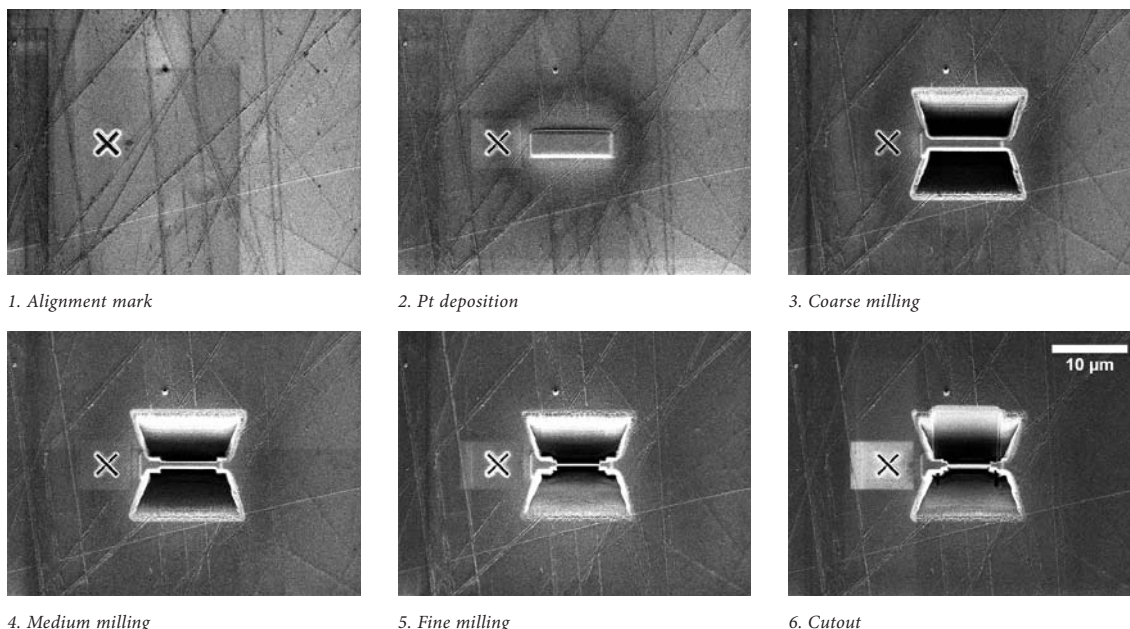 1. Alignment mark
2. Pt deposition
3. Coarse milling
10 µm
4. Medium milling
5. Fine milling
6. Cutout